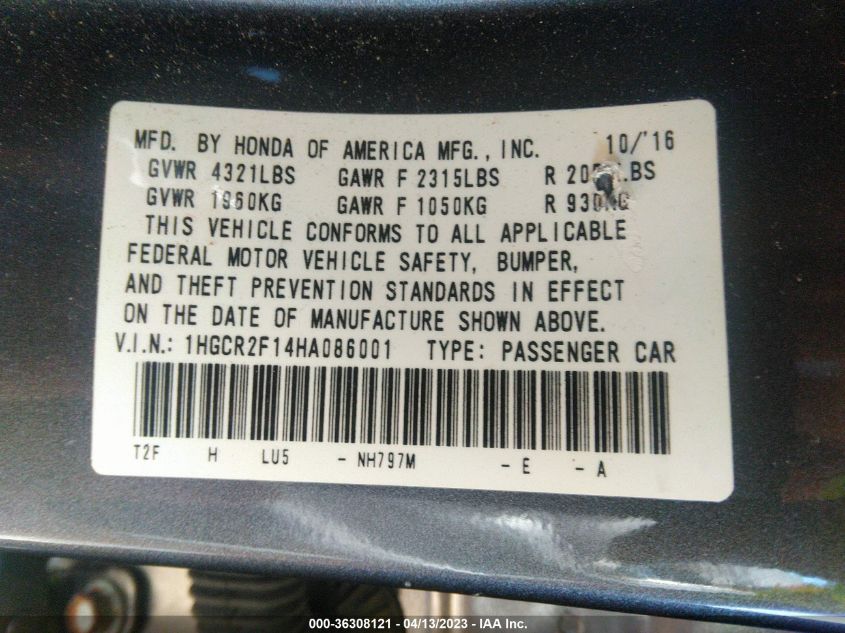 MFD. BY HONDA OF AMERICA MFG., INC. 10/'16
GVWR 4321LBS GAWR F 2315LBS R LBS
GVWR 1960KG GAWR F 1050KG R 930KG
THIS VEHICLE CONFORMS TO ALL APPLICABLE
FEDERAL MOTOR VEHICLE SAFETY, BUMPER,
AND THEFT PREVENTION STANDARDS IN EFFECT
ON THE DATE OF MANUFACTURE SHOWN ABOVE.
V.I.N.: 1HGCR2F14HA086001 TYPE: PASSENGER CAR
T2F H LU5 - NH797M - E - A
000-36308121 - 04/13/2023 - IAA Inc.